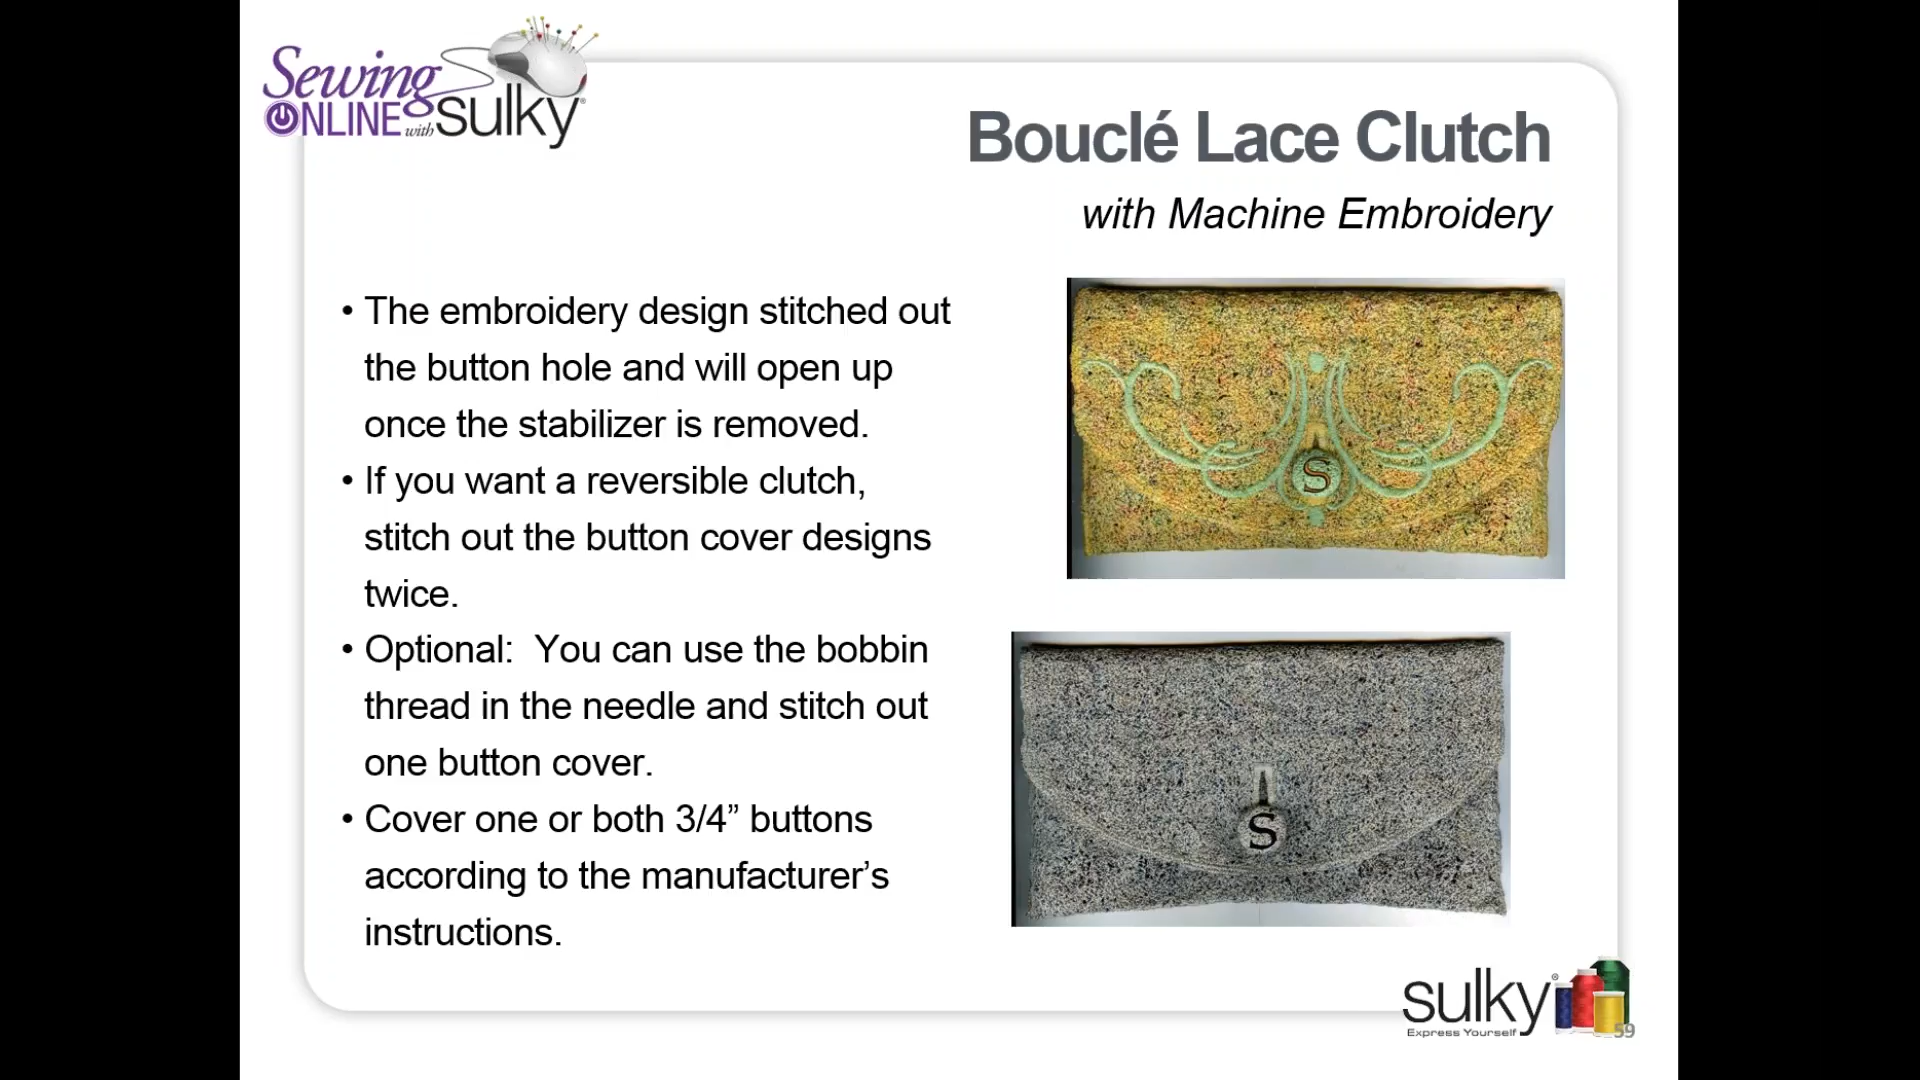 Sewing
ONLINE with sulky®
Bouclé Lace Clutch
with Machine Embroidery
• The embroidery design stitched out
the button hole and will open up
once the stabilizer is removed.
• If you want a reversible clutch,
stitch out the button cover designs
twice.
• Optional:  You can use the bobbin
thread in the needle and stitch out
one button cover.
• Cover one or both 3/4” buttons
according to the manufacturer’s
instructions.
S
S
sulky®
Express Yourself
59